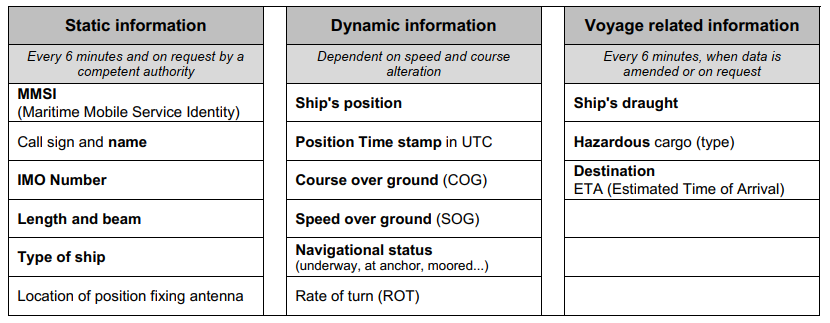 Static information
Dynamic information
Voyage related information
Every 6 minutes and on request by a
competent authority
Dependent on speed and course
alteration
Every 6 minutes, when data is
amended or on request
MMSI
(Maritime Mobile Service Identity)
Ship's position
Ship's draught
Call sign and name
Position Time stamp in UTC
Hazardous cargo (type)
IMO Number
Course over ground (COG)
Destination
ETA (Estimated Time of Arrival)
Length and beam
Speed over ground (SOG)
Type of ship
Navigational status
(underway, at anchor, moored...)
Location of position fixing antenna
Rate of turn (ROT)